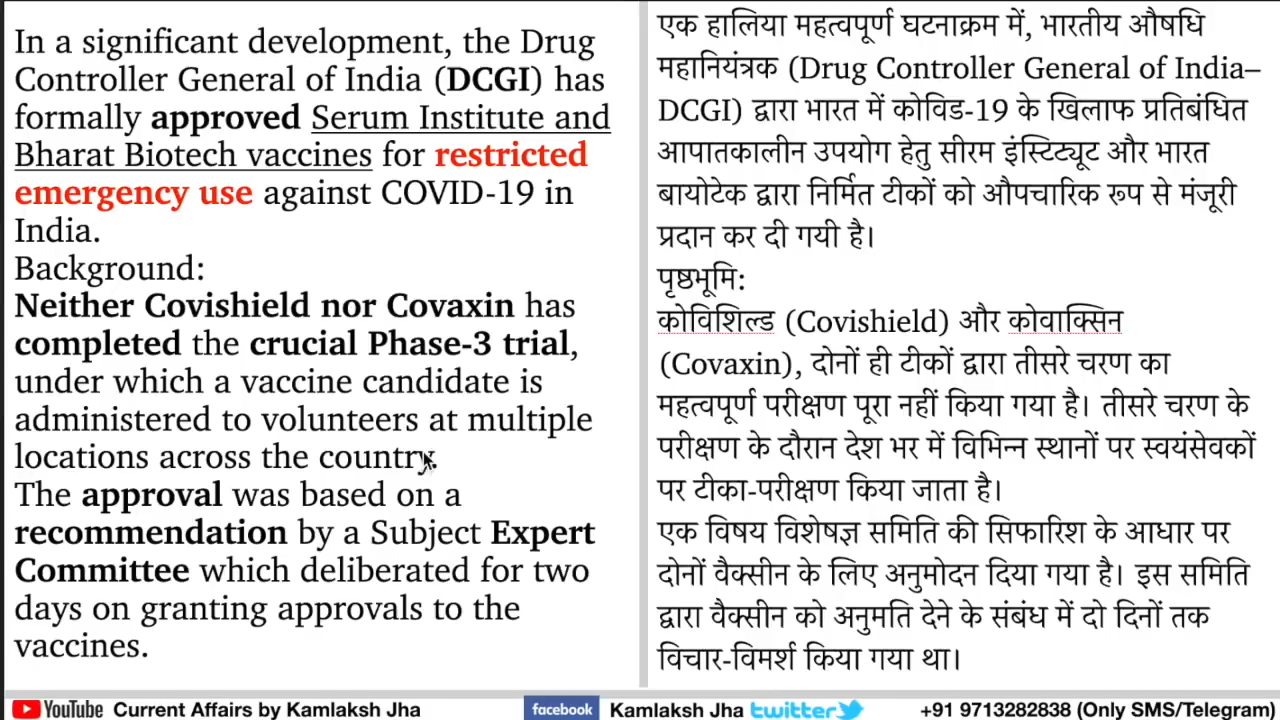 In a significant development, the Drug
Controller General of India (DCGI) has
formally approved Serum Institute and
Bharat Biotech vaccines for restricted
emergency use against COVID-19 in
India.
Background:
Neither Covishield nor Covaxin has
completed the crucial Phase-3 trial,
under which a vaccine candidate is
administered to volunteers at multiple
locations across the country.
The approval was based on a
recommendation by a Subject Expert
Committee which deliberated for two
days on granting approvals to the
vaccines.
एक हालिया महत्वपूर्ण घटनाक्रम में, भारतीय औषधि
महानियंत्रक (Drug Controller General of India–
DCGI) द्वारा भारत में कोविड-19 के खिलाफ प्रतिबंधित
आपातकालीन उपयोग हेतु सीरम इंस्टिट्यूट और भारत
बायोटेक द्वारा निर्मित टीकों को औपचारिक रूप से मंजूरी
प्रदान कर दी गयी है।
पृष्ठभूमि:
कोविशिल्ड (Covishield) और कोवाक्सिन
(Covaxin), दोनों ही टीकों द्वारा तीसरे चरण का
महत्वपूर्ण परीक्षण पूरा नहीं किया गया है। तीसरे चरण के
परीक्षण के दौरान देश भर में विभिन्न स्थानों पर स्वयंसेवकों
पर टीका-परीक्षण किया जाता है।
एक विषय विशेषज्ञ समिति की सिफारिश के आधार पर
दोनों वैक्सीन के लिए अनुमोदन दिया गया है। इस समिति
द्वारा वैक्सीन को अनुमति देने के संबंध में दो दिनों तक
विचार-विमर्श किया गया था।
YouTube Current Affairs by Kamlaksh Jha facebook Kamlaksh Jha twitter +91 9713282838 (Only SMS/Telegram)